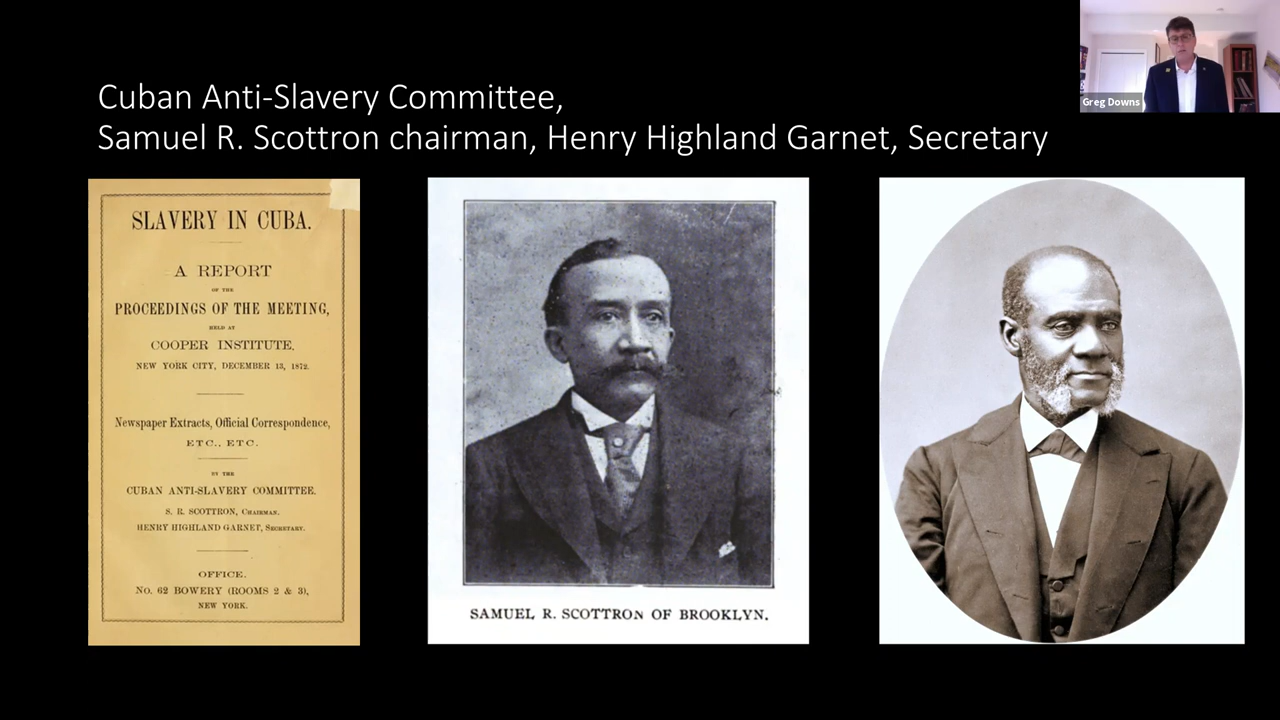 Cuban Anti-Slavery Committee,
Samuel R. Scottron chairman, Henry Highland Garnet, Secretary
Greg Downs
SLAVERY IN CUBA.
A REPORT
OF THE
PROCEEDINGS OF THE MEETING,
HELD AT
COOPER INSTITUTE,
NEW YORK CITY, DECEMBER 13, 1872.
Newspaper Extracts, Official Correspondence,
ETC., ETC.
BY THE
CUBAN ANTI-SLAVERY COMMITTEE.
S. R. SCOTTRON, CHAIRMAN.
HENRY HIGHLAND GARNET, SECRETARY.
OFFICE.
No. 62 BOWERY (ROOMS 2 & 3),
NEW YORK.
SAMUEL R. SCOTTRON OF BROOKLYN.